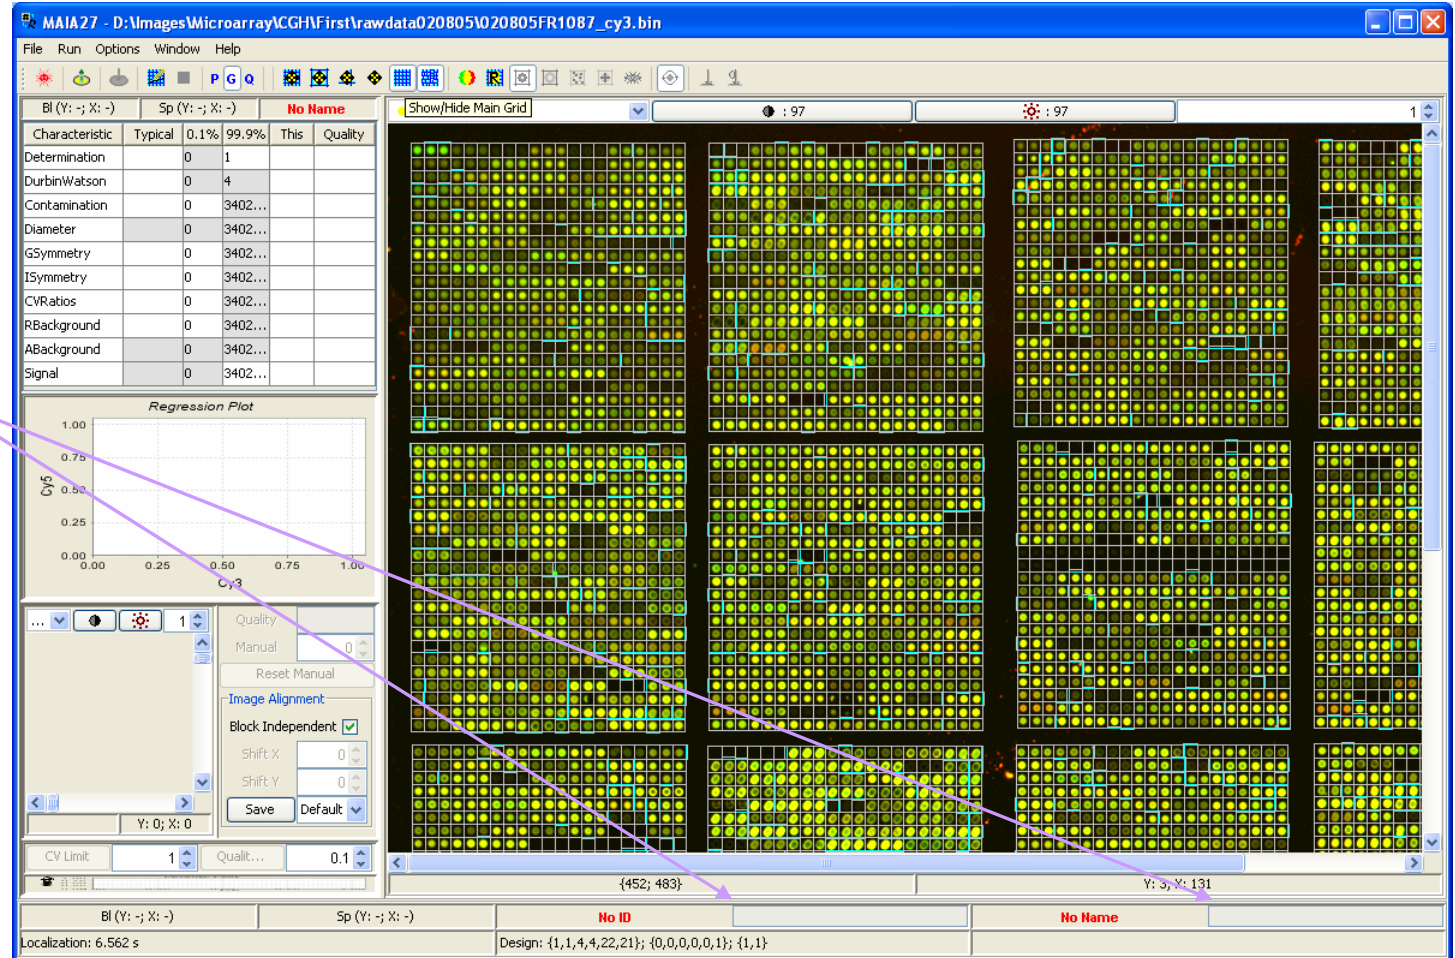 MAIA27 - D:\Images\Microarray\CGH\First\rawdata020805\020805FR1087_cy3.bin
File Run Options Window Help
P G Q
Bl (Y: -; X: -) Sp (Y: -; X: -) No Name
Show/Hide Main Grid : 97 : 97 1
Characteristic Typical 0.1% 99.9% This Quality
Determination 0 1
DurbinWatson 0 4
Contamination 0 3402...
Diameter 0 3402...
GSymmetry 0 3402...
ISymmetry 0 3402...
CVRatios 0 3402...
RBackground 0 3402...
ABackground 0 3402...
Signal 0 3402...
Regression Plot
1.00
0.75
Cy5
0.50
0.25
0.00
0.00 0.25 0.50 0.75 1.00
Cy3
... 1
Quality
Manual 0
Reset Manual
Image Alignment
Block Independent
Shift X 0
Shift Y 0
Save Default
Y: 0; X: 0
CV Limit 1 Qualit... 0.1
{452; 483} Y: 3; X: 131
Bl (Y: -; X: -) Sp (Y: -; X: -) No ID No Name
Localization: 6.562 s Design: {1,1,4,4,22,21}; {0,0,0,0,0,1}; {1,1}